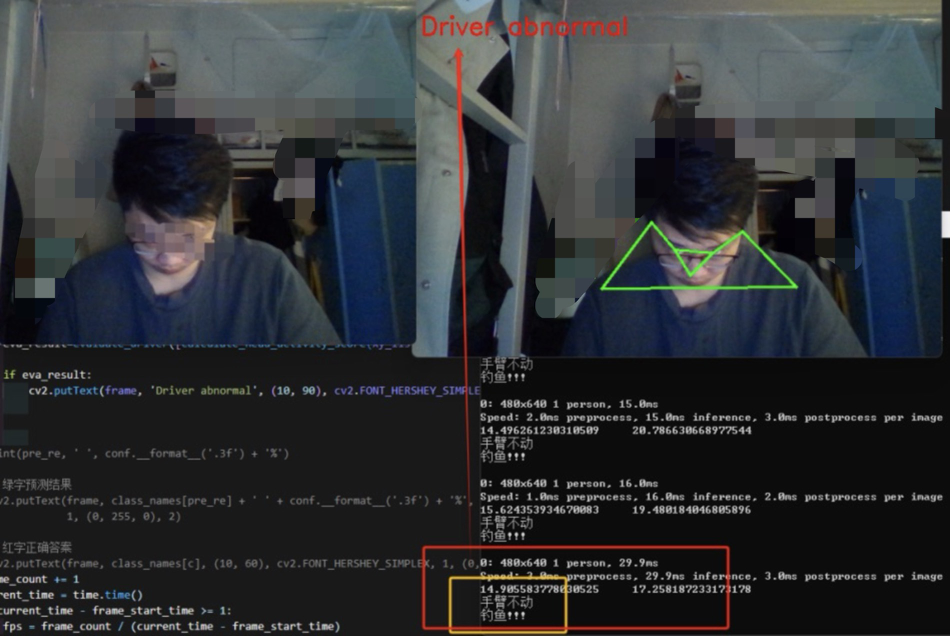 Driver abnormal
if eva_result:
cv2.putText(frame, 'Driver abnormal', (10, 90), cv2.FONT_HERSHEY_SIMPLE
int(pre_re, ' ', conf.__format__('.3f') + '%')
绿字预测结果
v2.putText(frame, class_names[pre_re] + ' ' + conf.__format__('.3f') + '%',
1, (0, 255, 0), 2)
红字正确答案
v2.putText(frame, class_names[c], (10, 60), cv2.FONT_HERSHEY_SIMPLEX, 1, (0,
me_count += 1
rent_time = time.time()
current_time - frame_start_time >= 1:
fps = frame_count / (current_time - frame_start_time)
手臂不动
钓鱼!!!
0: 480x640 1 person, 15.0ms
Speed: 2.0ms preprocess, 15.0ms inference, 3.0ms postprocess per image
14.496261230310509 20.786630668977544
手臂不动
钓鱼!!!
0: 480x640 1 person, 16.0ms
Speed: 1.0ms preprocess, 16.0ms inference, 2.0ms postprocess per image
15.624353934670083 19.480184046805896
手臂不动
钓鱼!!!
0: 480x640 1 person, 29.9ms
Speed: 2.0ms preprocess, 29.9ms inference, 3.0ms postprocess per image
14.905583778030525 17.258187233173178
手臂不动
钓鱼!!!